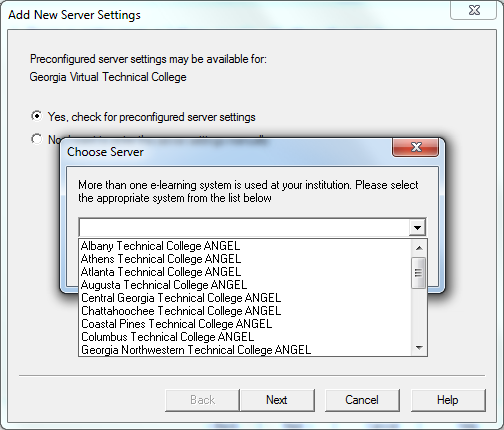 Add New Server Settings
Preconfigured server settings may be available for:
Georgia Virtual Technical College
Yes, check for preconfigured server settings
No
Choose Server
More than one e-learning system is used at your institution. Please select
the appropriate system from the list below
Albany Technical College ANGEL
Athens Technical College ANGEL
Atlanta Technical College ANGEL
Augusta Technical College ANGEL
Central Georgia Technical College ANGEL
Chattahoochee Technical College ANGEL
Coastal Pines Technical College ANGEL
Columbus Technical College ANGEL
Georgia Northwestern Technical College ANGEL
Back Next Cancel Help